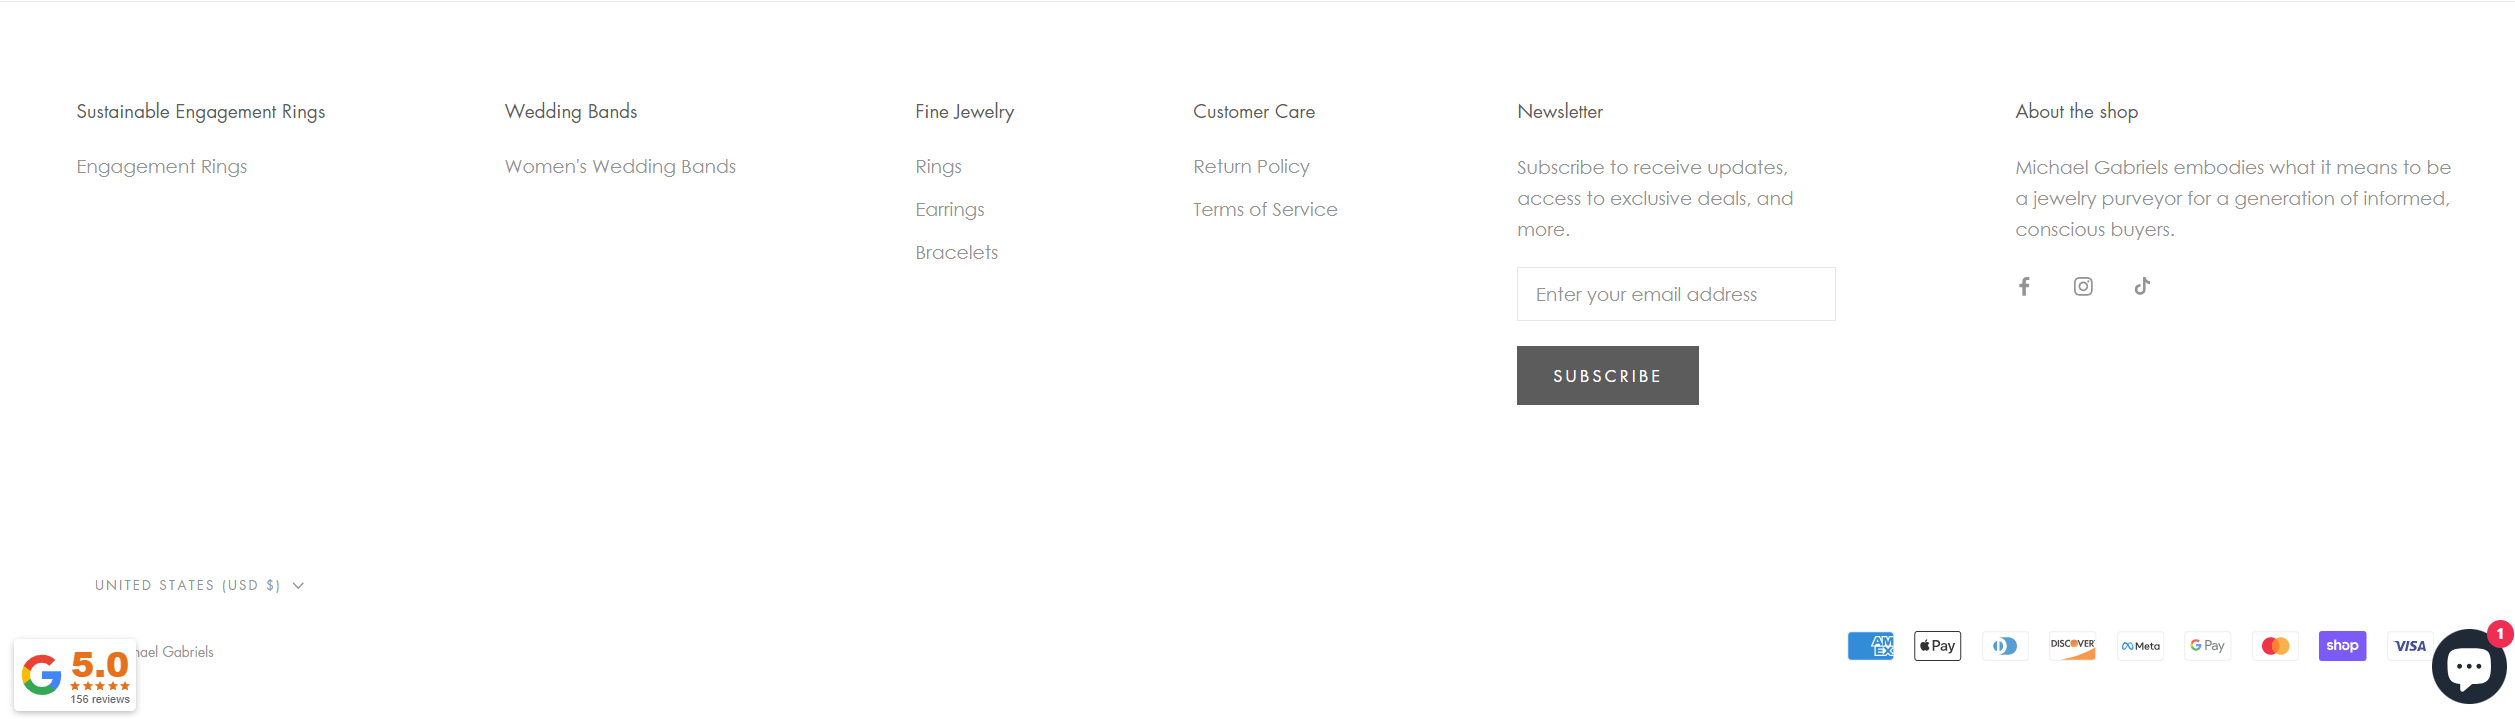 Sustainable Engagement Rings
Engagement Rings
Wedding Bands
Women's Wedding Bands
Fine Jewelry
Rings
Earrings
Bracelets
Customer Care
Return Policy
Terms of Service
Newsletter
Subscribe to receive updates,
access to exclusive deals, and
more.
Enter your email address
SUBSCRIBE
About the shop
Michael Gabriels embodies what it means to be
a jewelry purveyor for a generation of informed,
conscious buyers.
UNITED STATES (USD $)
Gabriels
5.0
156 reviews
AM
EX
Pay
DISCOVER
Meta
G Pay
shop
VISA
1